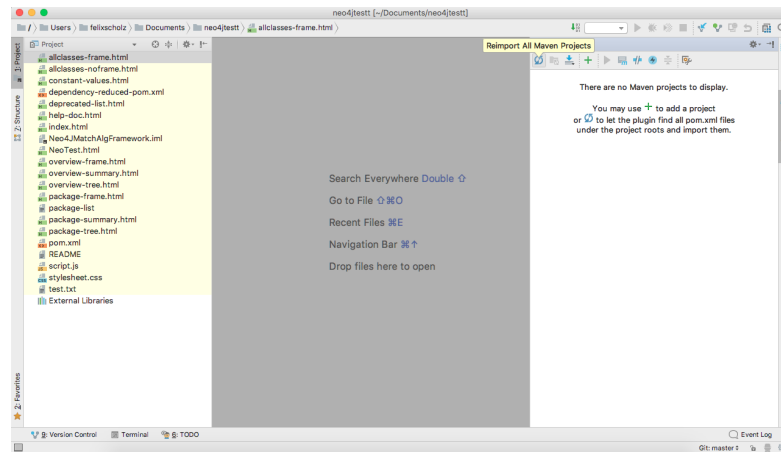 neo4jtestt [~/Documents/neo4jtestt]
/ Users felixscholz Documents neo4jtestt allclasses-frame.html
Project
Reimport All Maven Projects
1: Project
Z: Structure
2: Favorites
allclasses-frame.html
allclasses-noframe.html
constant-values.html
dependency-reduced-pom.xml
deprecated-list.html
help-doc.html
index.html
Neo4JMatchAlgFramework.iml
NeoTest.html
overview-frame.html
overview-summary.html
overview-tree.html
package-frame.html
package-list
package-summary.html
package-tree.html
pom.xml
README
script.js
stylesheet.css
test.txt
External Libraries
Search Everywhere Double ⇧
Go to File ⇧⌘O
Recent Files ⌘E
Navigation Bar ⌘↑
Drop files here to open
There are no Maven projects to display.
You may use + to add a project
or to let the plugin find all pom.xml files
under the project roots and import them.
9: Version Control
Terminal
6: TODO
Event Log
Git: master